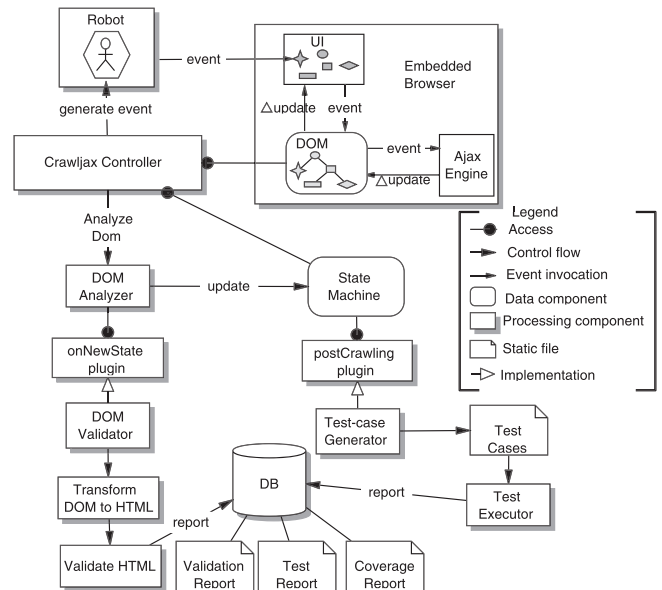 Robot
event
UI
Embedded
Browser
generate event
△update
event
DOM
Crawljax Controller
event
Ajax
Engine
△update
Analyze
Dom
Legend
Access
Control flow
Event invocation
Data component
Processing component
Static file
Implementation
DOM
Analyzer
update
State
Machine
onNewState
plugin
postCrawling
plugin
DOM
Validator
Test-case
Generator
Test
Cases
Transform
DOM to HTML
DB
report
Test
Executor
report
Validate HTML
Validation
Report
Test
Report
Coverage
Report